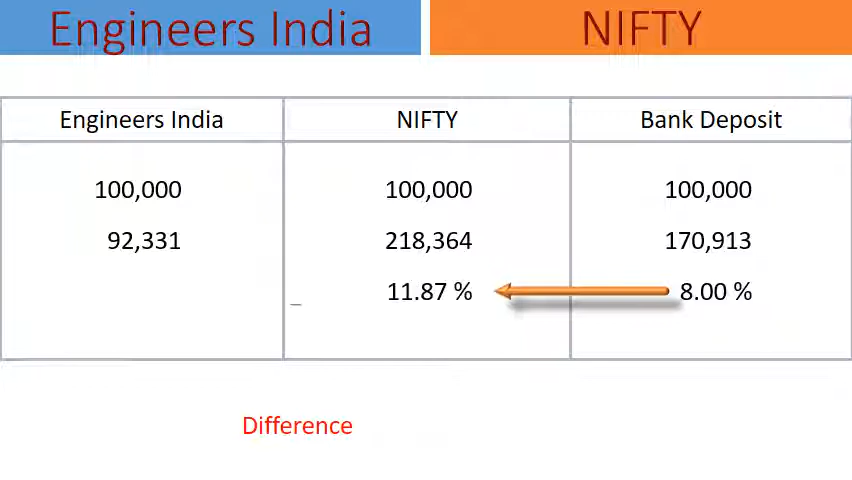 Engineers India NIFTY
Engineers India NIFTY Bank Deposit
100,000 100,000 100,000
92,331 218,364 170,913
11.87 % 8.00 %
Difference